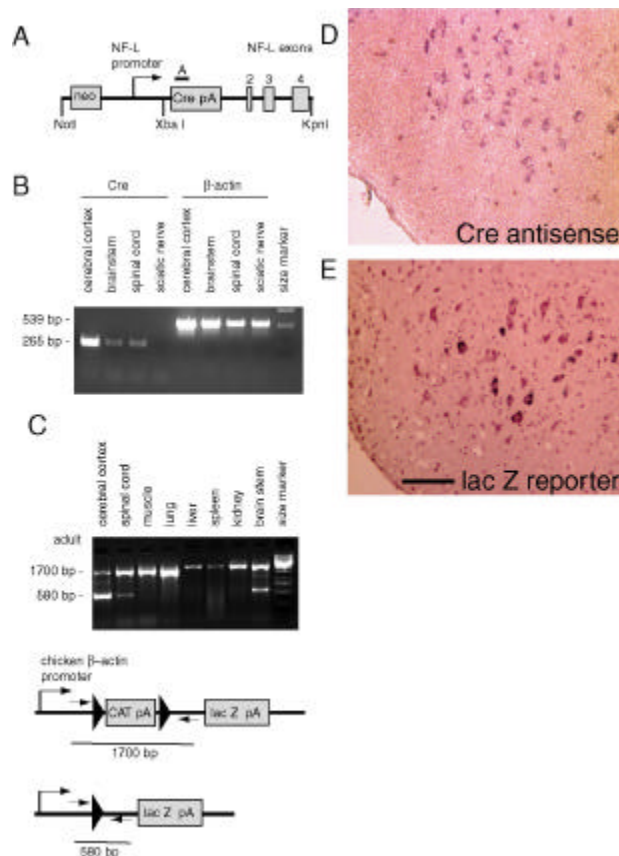 A
NF-L
promoter
A
NF-L exons
2 3 4
neo
Cre pA
NotI
Xba I
KpnI
B
Cre
β-actin
cerebral cortex
brainstem
spinal cord
sciatic nerve
cerebral cortex
brainstem
spinal cord
sciatic nerve
size marker
539 bp -
265 bp -
C
cerebral cortex
spinal cord
muscle
lung
liver
spleen
kidney
brain stem
size marker
adult
1700 bp -
580 bp -
chicken β-actin
promoter
CAT pA
lac Z pA
1700 bp
lac Z pA
580 bp
D
Cre antisense
E
lac Z reporter